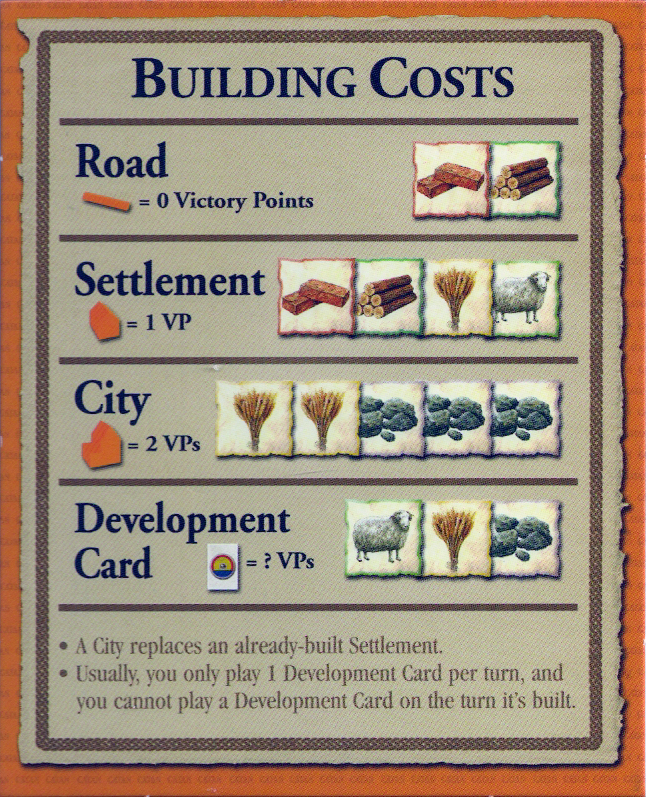 BUILDING COSTS
Road
= 0 Victory Points
Settlement
= 1 VP
City
= 2 VPs
Development
Card
= ? VPs
• A City replaces an already-built Settlement.
• Usually, you only play 1 Development Card per turn, and
you cannot play a Development Card on the turn it's built.